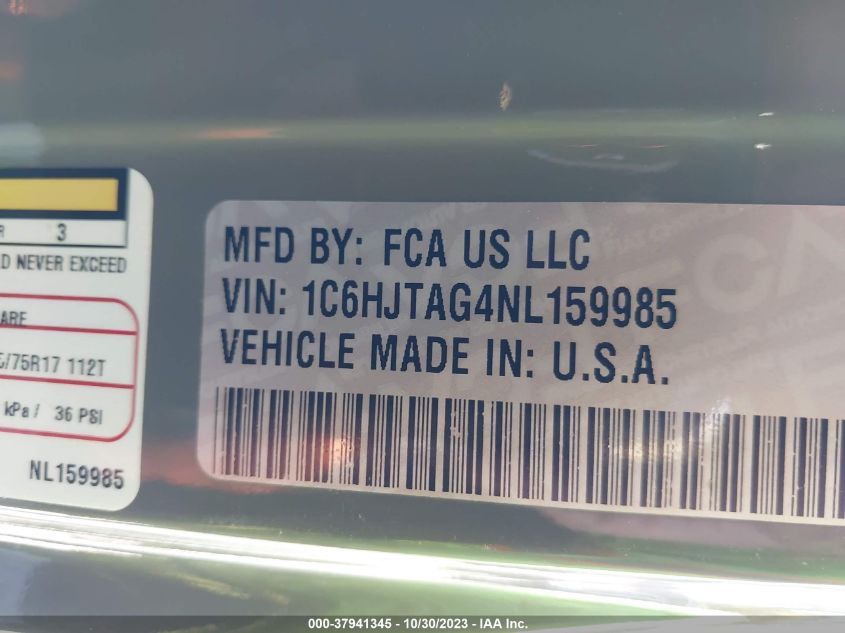 R 3
D NEVER EXCEED
ARE
/75R17 112T
kPa / 36 PSI
NL159985
MFD BY: FCA US LLC
VIN: 1C6HJTAG4NL159985
VEHICLE MADE IN: U.S.A.
000-37941345 | 10/30/2023 - IAA Inc.